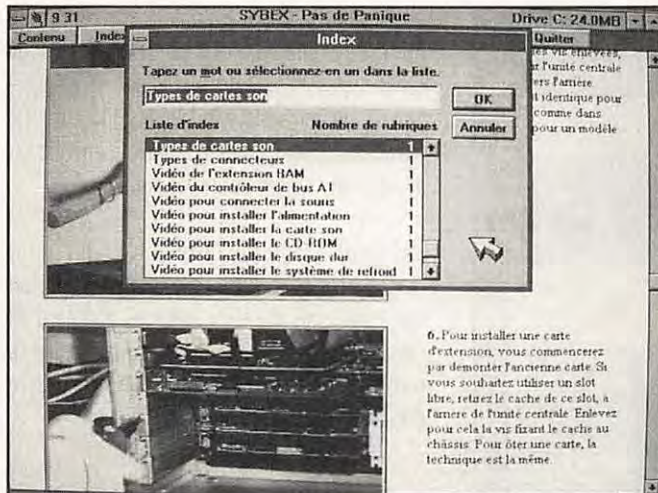 9 31
SYBEX - Pas de Panique
Drive C: 24.0MB
Contenu
Index
Quitter
Index
Tapez un mot ou sélectionnez-en un dans la liste.
Types de cartes son
OK
Annuler
Liste d'index
Nombre de rubriques
Types de cartes son 1
Types de connecteurs 1
Vidéo de l'extension RAM 1
Vidéo du contrôleur de bus AT 1
Vidéo pour connecter la souris 1
Vidéo pour installer l'alimentation 1
Vidéo pour installer la carte son 1
Vidéo pour installer le CD-ROM 1
Vidéo pour installer le disque dur 1
Vidéo pour installer le système de refroid 1
vis enlevées,
l'unité centrale
vers l'arrière
identique pour
comme dans
pour un modèle
6. Pour installer une carte
d'extension, vous commencerez
par démonter l'ancienne carte. Si
vous souhaitez utiliser un slot
libre, retirez le cache de ce slot, à
l'arrière de l'unité centrale. Enlevez
pour cela la vis fixant le cache au
châssis. Pour ôter une carte, la
technique est la même.